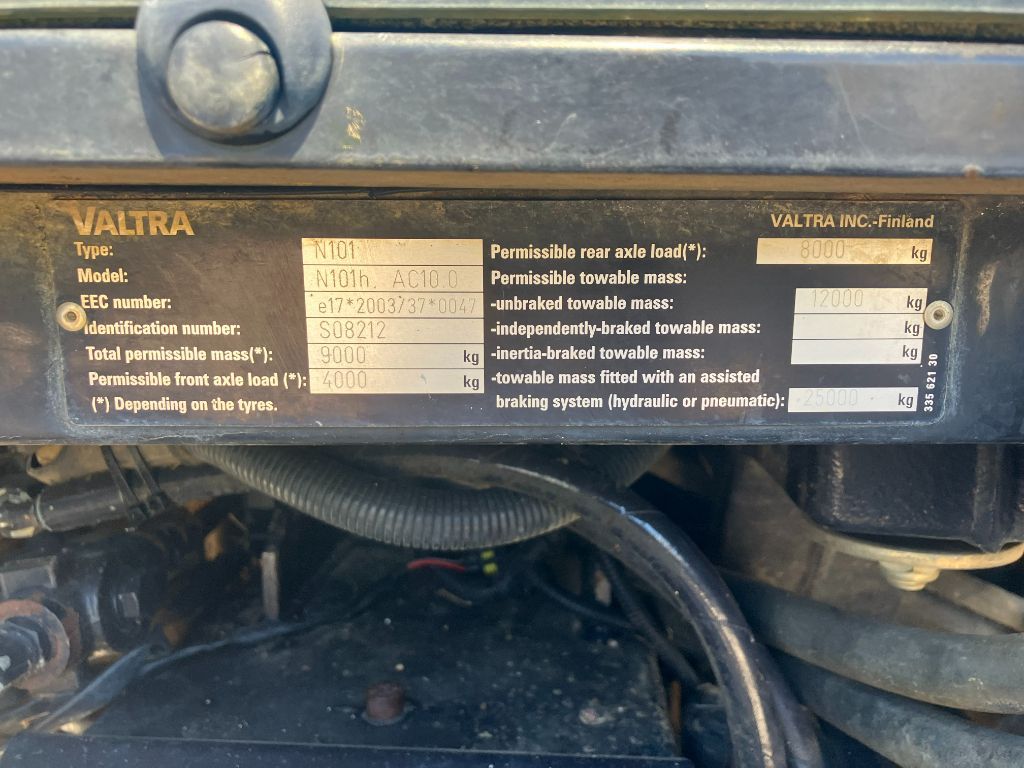 VALTRA
VALTRA INC.-Finland
Type: N101
Model: N101h, AC10.0
EEC number: e17*2003/37*0047
Identification number: S08212
Total permissible mass(*): 9000 kg
Permissible front axle load (*): 4000 kg
(*) Depending on the tyres.
Permissible rear axle load(*): 8000 kg
Permissible towable mass:
-unbraked towable mass: 12000 kg
-independently-braked towable mass: kg
-inertia-braked towable mass: kg
-towable mass fitted with an assisted
braking system (hydraulic or pneumatic): 25000 kg
335 621 30